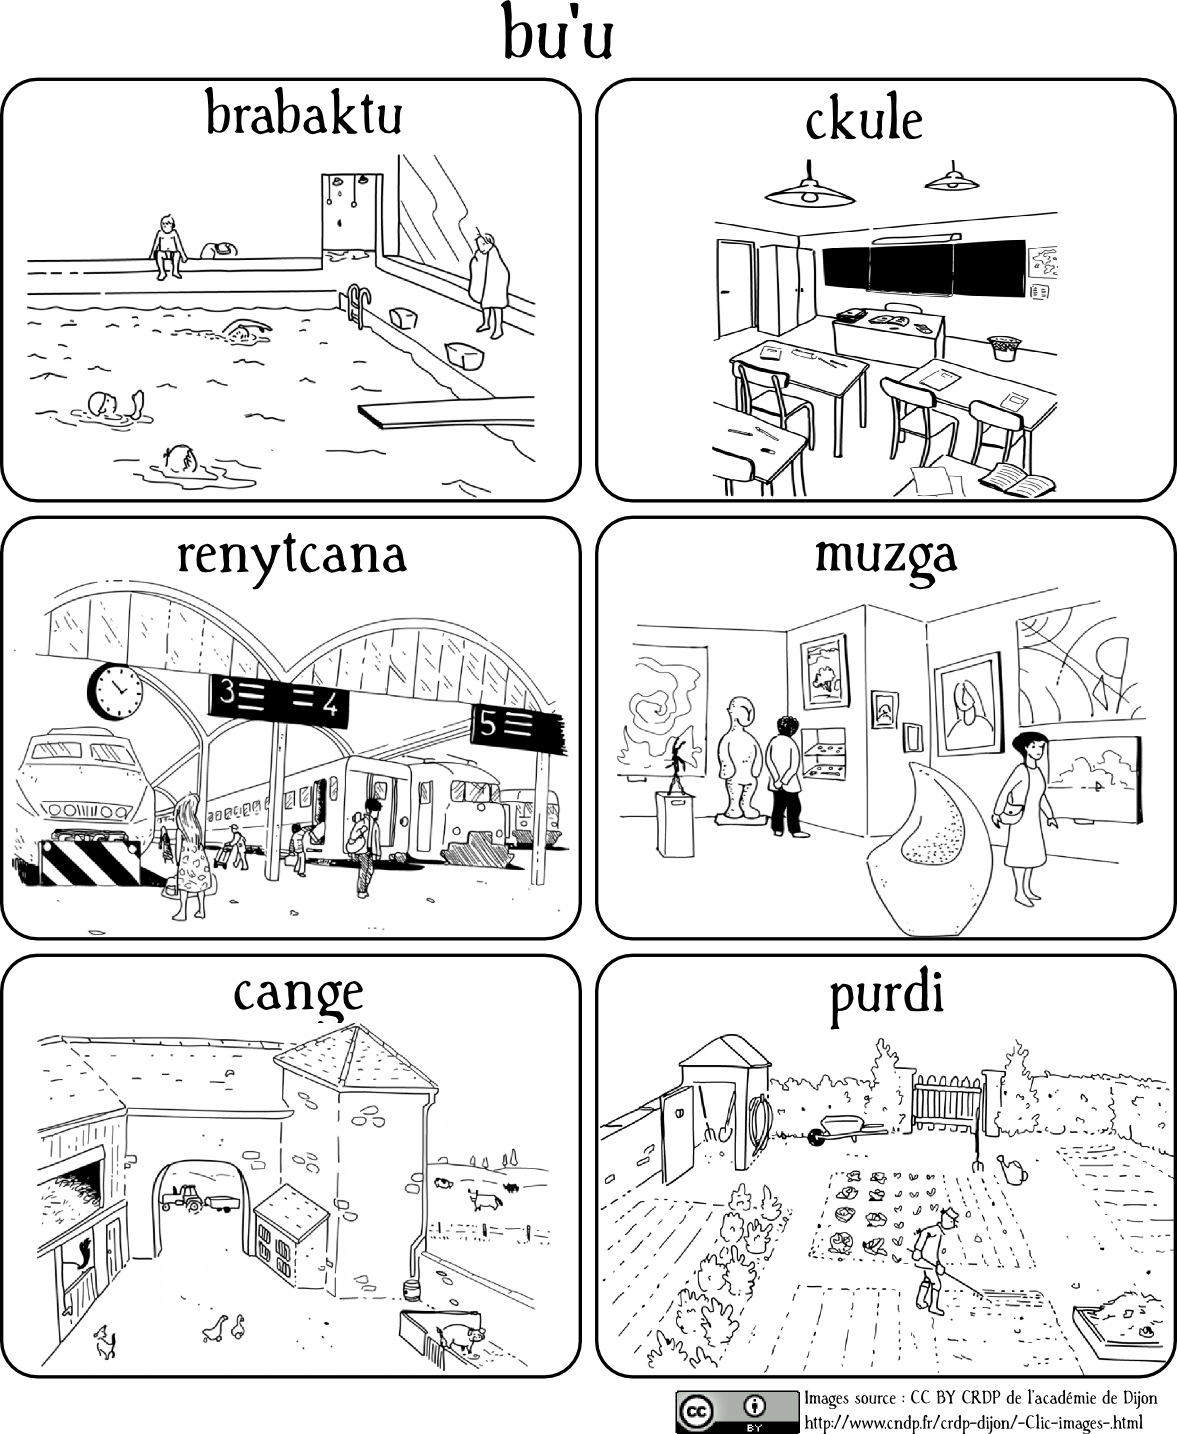 bu'u
brabaktu
ckule
renytcana
3
4
5
muzga
cange
purdi
cc
BY
Images source : CC BY CRDP de l'académie de Dijon
http://www.cndp.fr/crdp-dijon/-Clic-images-.html